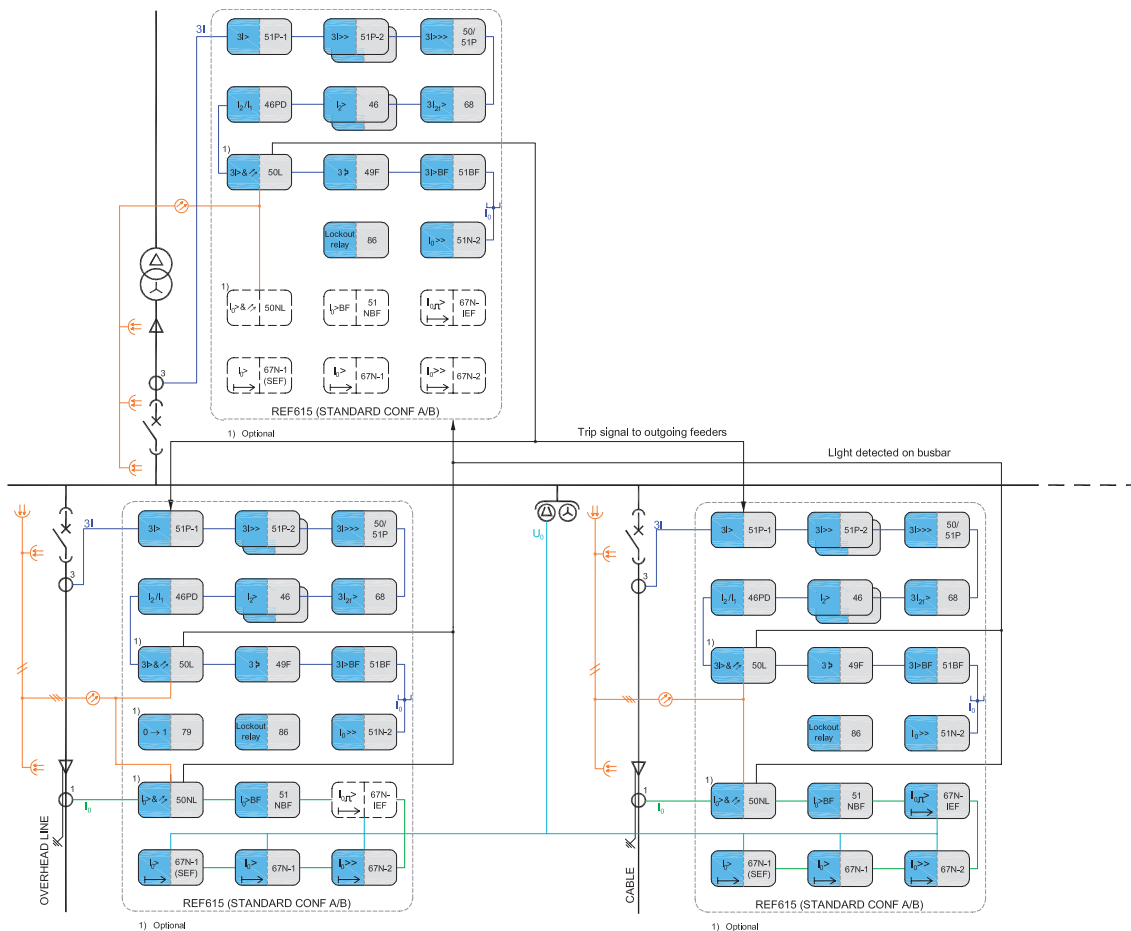 3I
3I> 51P-1
3I>> 51P-2
3I>>> 50/
51P
I2/I1 46PD
I2> 46
3I2f> 68
1)
3I>& 50L
3 49F
3I>BF 51BF
I0
Lockout
relay 86
I0>> 51N-2
1)
I0>& 50NL
I0>BF 51
NBF
I0 > 67N-
IEF
I0> 67N-1
(SEF)
I0> 67N-1
I0>> 67N-2
3
REF615 (STANDARD CONF A/B)
1) Optional
Trip signal to outgoing feeders
LIght detected on busbar
3I
3I> 51P-1
3I>> 51P-2
3I>>> 50/
51P
3
I2/I1 46PD
I2> 46
3I2f> 68
1)
3I>& 50L
3 49F
3I>BF 51BF
I0
1)
0→1 79
Lockout
relay 86
I0>> 51N-2
1)
I0>& 50NL
I0>BF 51
NBF
I0 > 67N-
IEF
1
I0
I0> 67N-1
(SEF)
I0> 67N-1
I0>> 67N-2
OVERHEAD LINE
REF615 (STANDARD CONF A/B)
1) Optional
U0
3I
3I> 51P-1
3I>> 51P-2
3I>>> 50/
51P
3
I2/I1 46PD
I2> 46
3I2f> 68
1)
3I>& 50L
3 49F
3I>BF 51BF
I0
Lockout
relay 86
I0>> 51N-2
1)
I0>& 50NL
I0>BF 51
NBF
I0 > 67N-
IEF
1
I0
I0> 67N-1
(SEF)
I0> 67N-1
I0>> 67N-2
CABLE
REF615 (STANDARD CONF A/B)
1) Optional